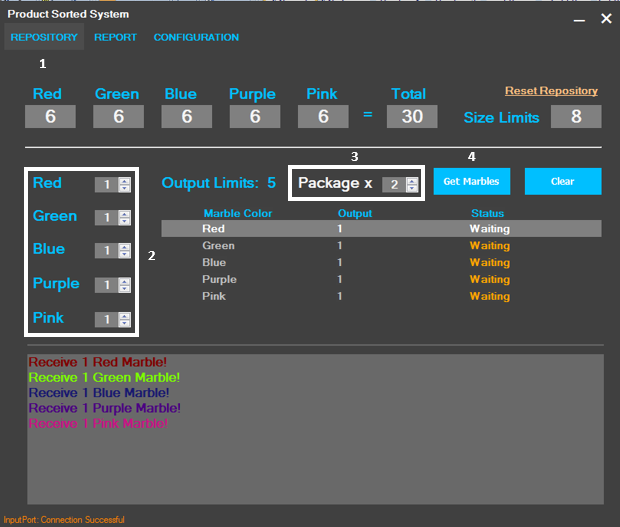 Product Sorted System
REPOSITORY REPORT CONFIGURATION
1
Reset Repository
Red Green Blue Purple Pink Total
6 6 6 6 6 = 30 Size Limits 8
3 4
Red 1 Output Limits: 5 Package x 2 Get Marbles Clear
Green 1
Blue 1
Purple 1
Pink 1
2
Marble Color Output Status
Red 1 Waiting
Green 1 Waiting
Blue 1 Waiting
Purple 1 Waiting
Pink 1 Waiting
Receive 1 Red Marble!
Receive 1 Green Marble!
Receive 1 Blue Marble!
Receive 1 Purple Marble!
Receive 1 Pink Marble!
InputPort: Connection Successful